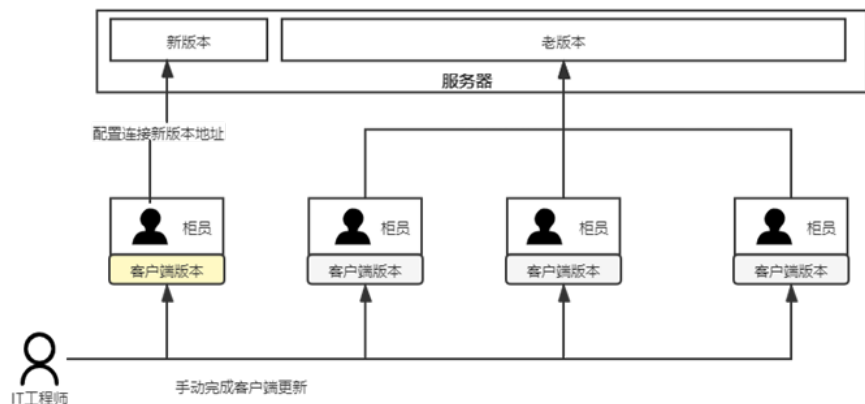 新版本
老版本
服务器
配置连接新版本地址
柜员
柜员
柜员
柜员
客户端版本
客户端版本
客户端版本
客户端版本
手动完成客户端更新
IT工程师